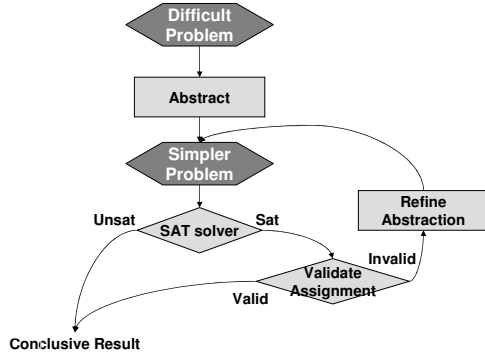 Difficult
Problem
Abstract
Simpler
Problem
Refine
Abstraction
Unsat
SAT solver
Sat
Invalid
Validate
Assignment
Valid
Conclusive Result